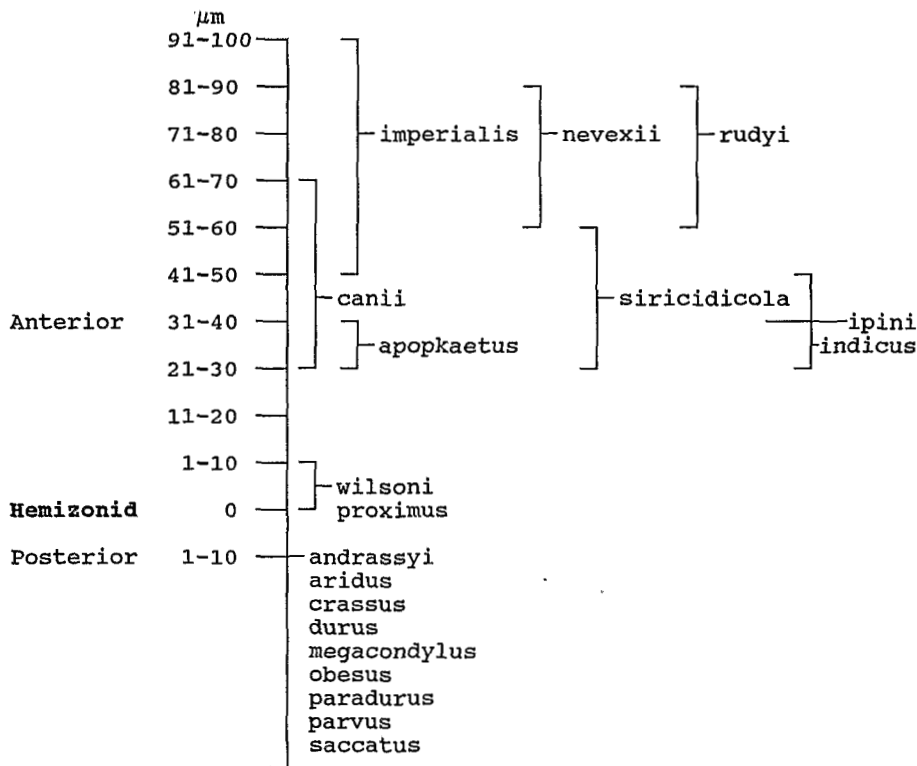 μm
91-100
81-90
71-80 imperialis nevexii rudyi
61-70
51-60
41-50
canii siricidicola
Anterior 31-40 ipini
apopkaetus indicus
21-30
11-20
1-10
wilsoni
Hemizonid 0 proximus
Posterior 1-10 andrassyi
aridus
crassus
durus
megacondylus
obesus
paradurus
parvus
saccatus